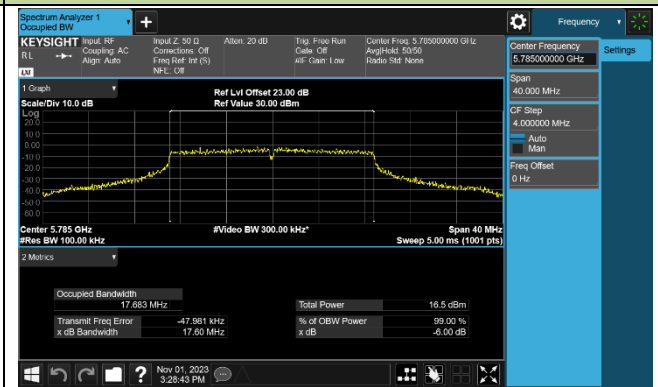 Spectrum Analyzer 1
Occupied BW
Frequency
KEYSIGHT
Input: RF
Coupling: AC
Align: Auto
Input Z: 50 Ω
Corrections: Off
Freq Ref: Int (S)
NFE: Off
Atten: 20 dB
Trig: Free Run
Gate: Off
#IF Gain: Low
Center Freq: 5.785000000 GHz
Avg|Hold: 50/50
Radio Std: None
RL
LXI
Center Frequency
5.785000000 GHz
Settings
Span
40.000 MHz
CF Step
4.000000 MHz
Auto
Man
Freq Offset
0 Hz
1 Graph
Scale/Div 10.0 dB
Ref Lvl Offset 23.00 dB
Ref Value 30.00 dBm
Log
20.0
10.0
0.00
-10.0
-20.0
-30.0
-40.0
-50.0
-60.0
Center 5.785 GHz
#Res BW 100.00 kHz
#Video BW 300.00 kHz*
Span 40 MHz
Sweep 5.00 ms (1001 pts)
2 Metrics
Occupied Bandwidth
17.683 MHz
Total Power 16.5 dBm
Transmit Freq Error -47.981 kHz
% of OBW Power 99.00 %
x dB Bandwidth 17.60 MHz
x dB -6.00 dB
Nov 01, 2023
3:28:43 PM